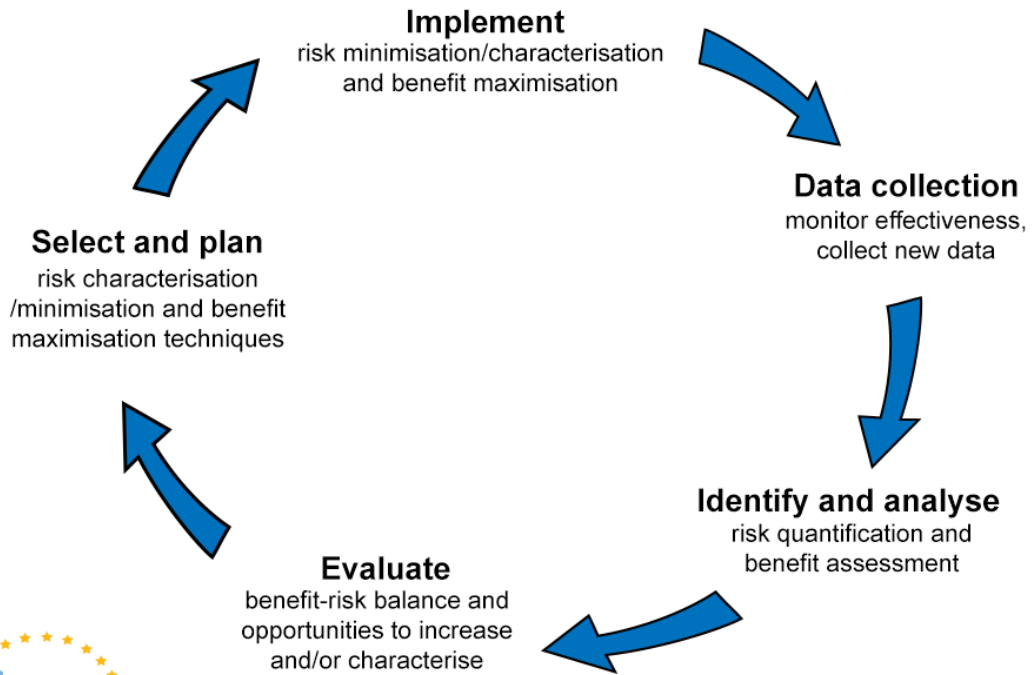 Implement
risk minimisation/characterisation
and benefit maximisation
Data collection
monitor effectiveness,
collect new data
Identify and analyse
risk quantification and
benefit assessment
Evaluate
benefit-risk balance and
opportunities to increase
and/or characterise
Select and plan
risk characterisation
/minimisation and benefit
maximisation techniques